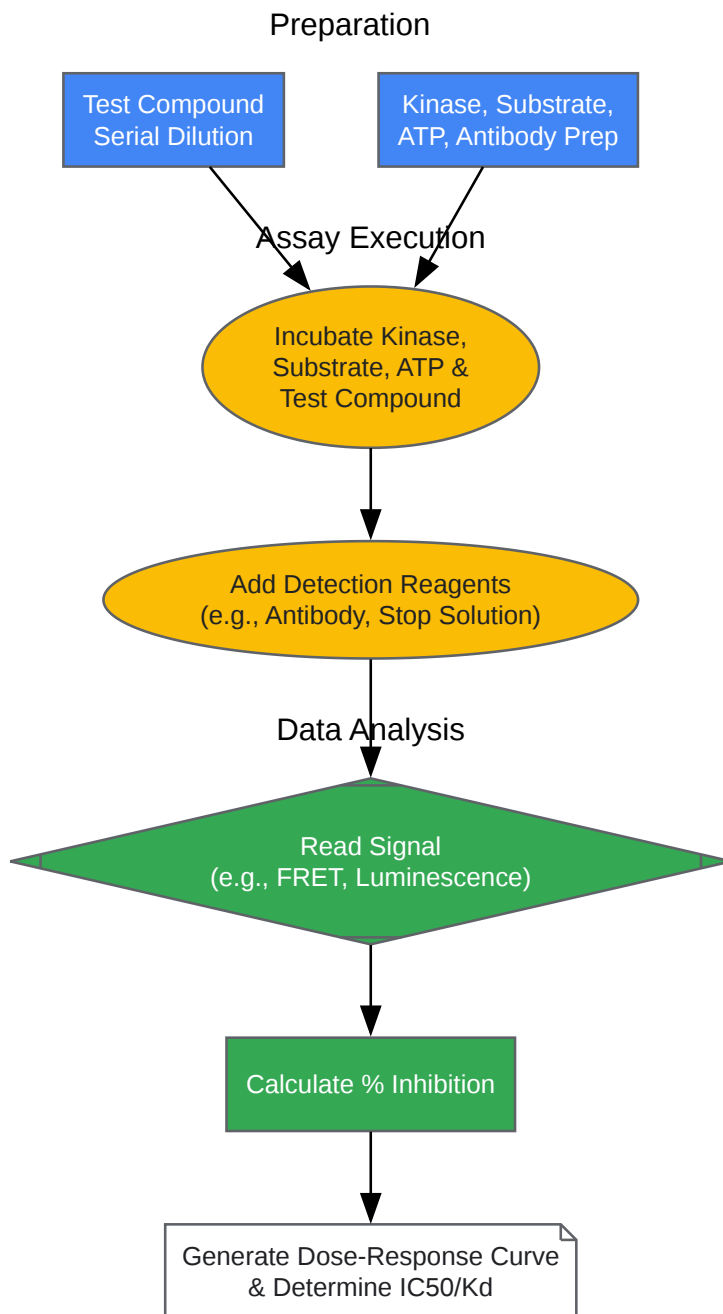 Preparation
Test Compound
Serial Dilution
Kinase, Substrate,
ATP, Antibody Prep
Assay Execution
Incubate Kinase,
Substrate, ATP &
Test Compound
Add Detection Reagents
(e.g., Antibody, Stop Solution)
Data Analysis
Read Signal
(e.g., FRET, Luminescence)
Calculate % Inhibition
Generate Dose-Response Curve
& Determine IC50/Kd